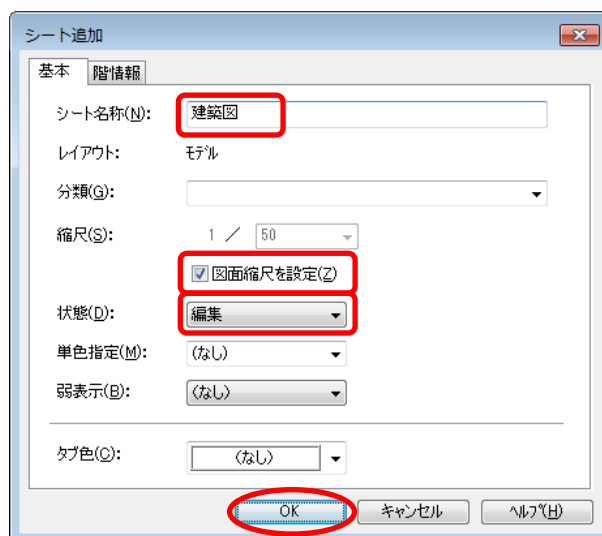 シート追加
基本 階情報
シート名称(N): 建築図
レイアウト: モデル
分類(G):
縮尺(S): 1 / 50
図面縮尺を設定(Z)
状態(D): 編集
単色指定(M): (なし)
弱表示(B): (なし)
タブ色(C): (なし)
OK キャンセル ヘルプ(H)